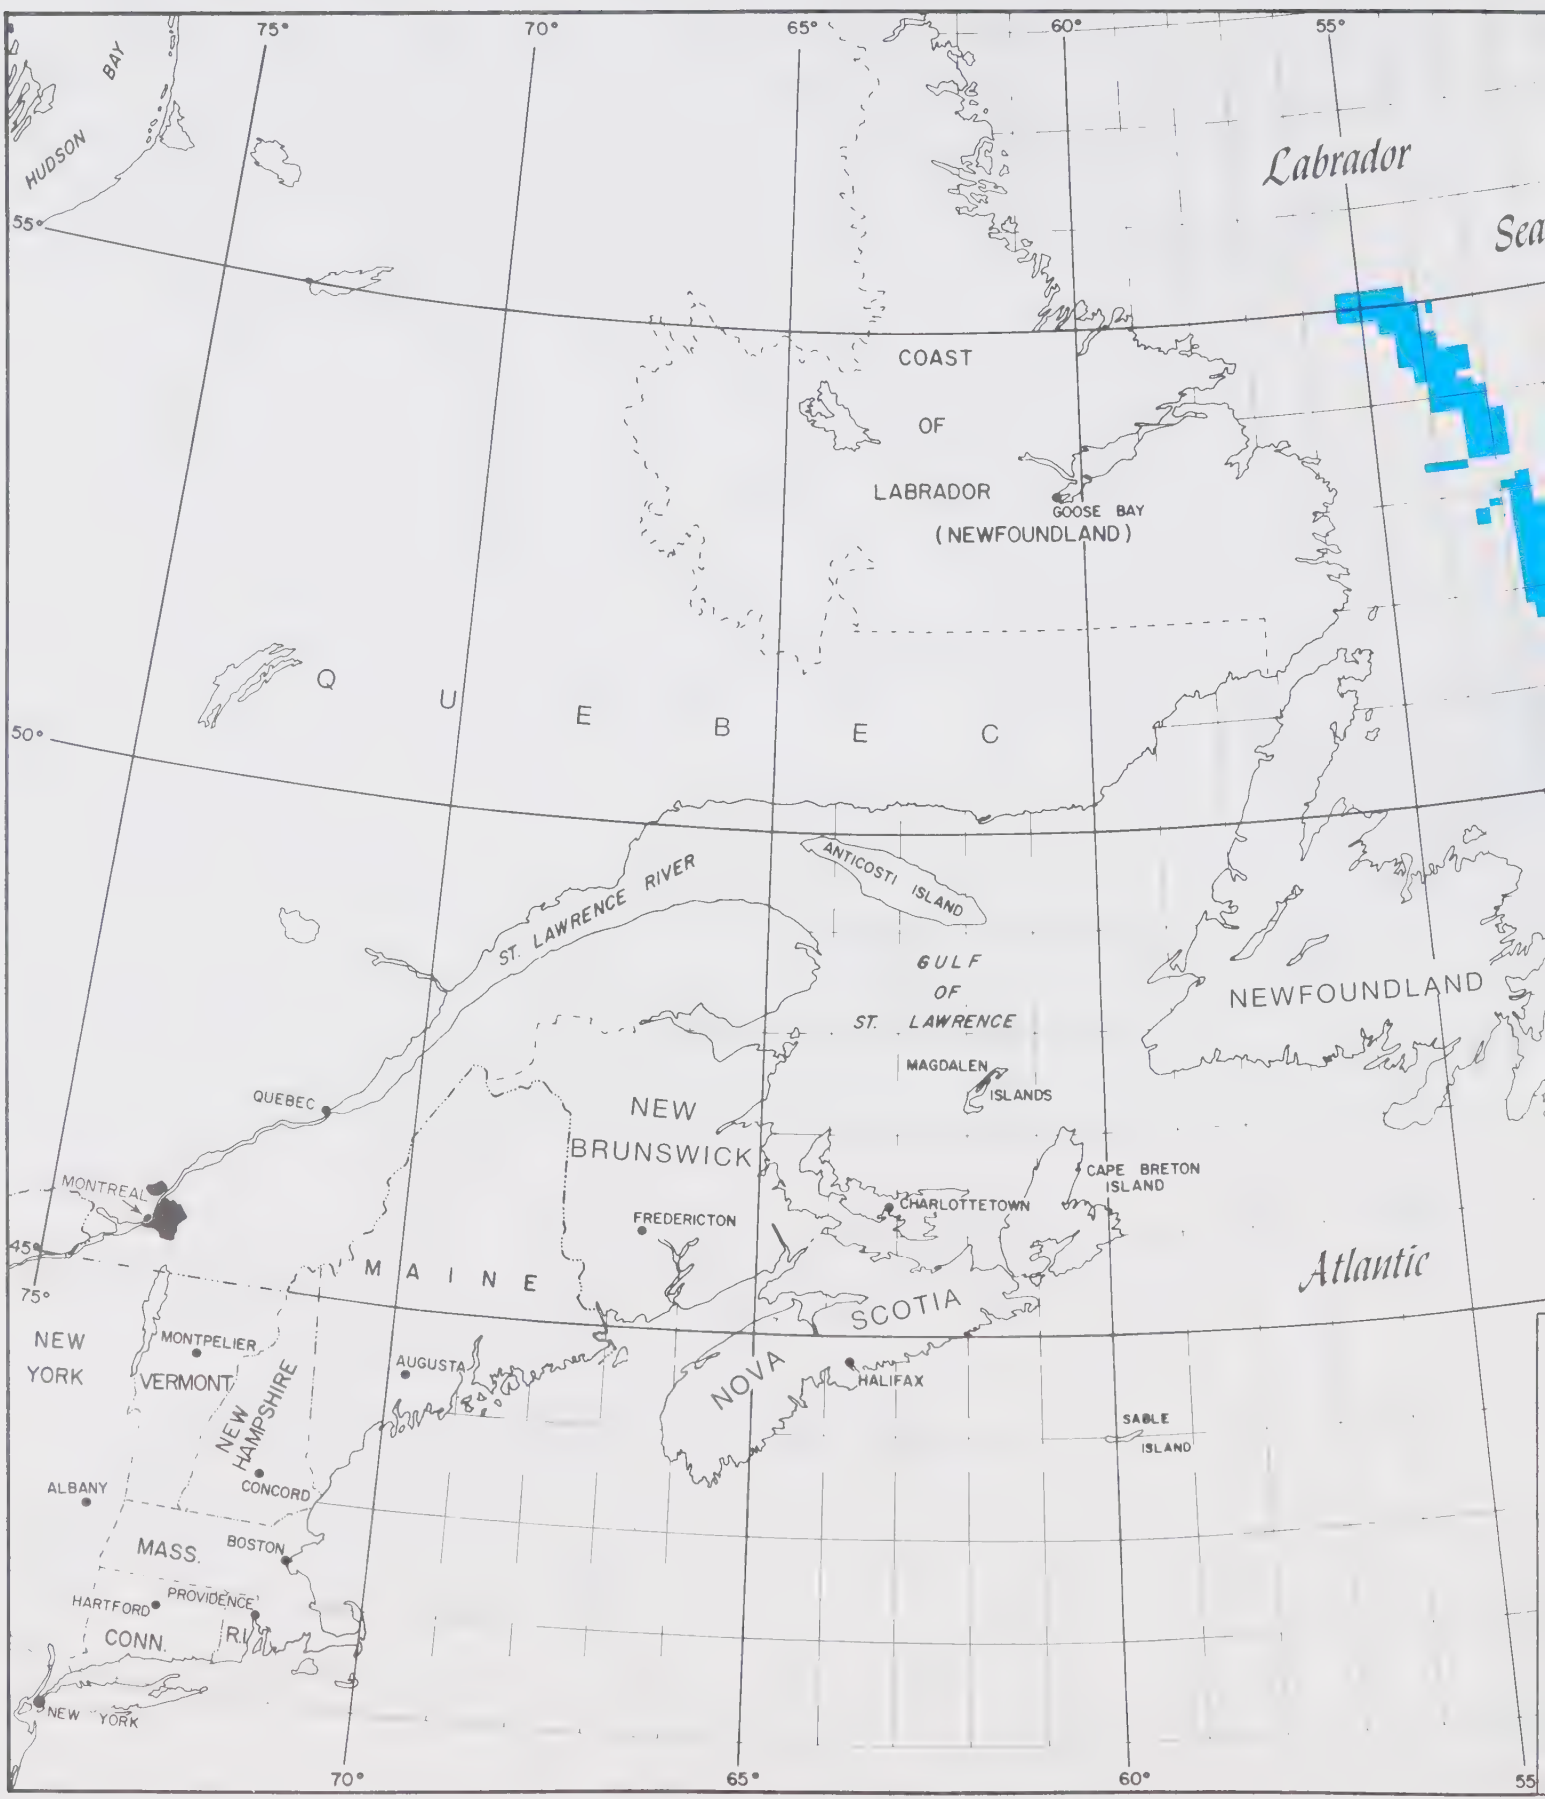 75°
70°
65°
60°
55°
HUDSON BAY
Labrador
Sea
55°
COAST
OF
LABRADOR
(NEWFOUNDLAND)
GOOSE BAY
QUEBEC
50°
ST. LAWRENCE RIVER
ANTICOSTI ISLAND
GULF
OF
ST. LAWRENCE
NEWFOUNDLAND
MAGDALEN
ISLANDS
QUEBEC
NEW
BRUNSWICK
CAPE BRETON
ISLAND
MONTREAL
CHARLOTTETOWN
FREDERICTON
45°
MAINE
Atlantic
75°
NOVA SCOTIA
NEW
YORK
MONTPELIER
VERMONT
NEW
HAMPSHIRE
AUGUSTA
HALIFAX
SABLE
ISLAND
ALBANY
CONCORD
MASS.
BOSTON
HARTFORD
PROVIDENCE
CONN.
R.I.
NEW YORK
70°
65°
60°
55